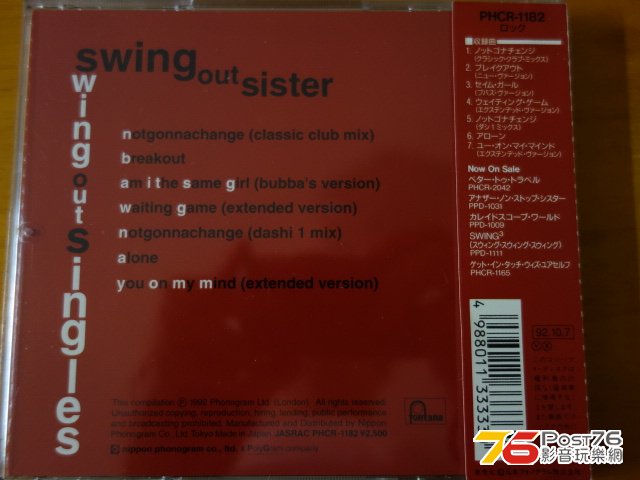 swing out sister
swing out singles
notgonnachange (classic club mix)
breakout
am i the same girl (bubba's version)
waiting game (extended version)
notgonnachange (dashi 1 mix)
alone
you on my mind (extended version)
This compilation Ⓟ 1992 Phonogram Ltd. (London). All rights reserved.
Unauthorized copying, reproduction, hiring, lending, public performance
and broadcasting prohibited. Manufactured and Distributed by Nippon
Phonogram Co., Ltd. Tokyo Made in Japan JASRAC PHCR-1182 ¥2,500
nippon phonogram co., ltd. a PolyGram company
fontana
PHCR-1182
ロック
■収録曲
1. ノットゴナチェンジ
(クラシック・クラブ・ミックス)
2. ブレイクアウト
(ニュー・ヴァージョン)
3. セイム・ガール
(ブバズ・ヴァージョン)
4. ウェイティング・ゲーム
(エクステンデッド・ヴァージョン)
5. ノットゴナチェンジ
(ダシ1ミックス)
6. アローン
7. ユー・オン・マイ・マインド
(エクステンデッド・ヴァージョン)
Now On Sale
ベター・トゥ・トラベル
PHCR-2042
アナザー・ノン・ストップ・シスター
PPD-1031
カレイドスコープ・ワールド
PPD-1009
SWING³
(スウィング・スウィング・スウィング)
PPD-1111
ゲット・イン・タッチ・ウィズ・ユアセルフ
PHCR-1165
4 988011 33333
92.10.7
76 Post76
影音玩樂網